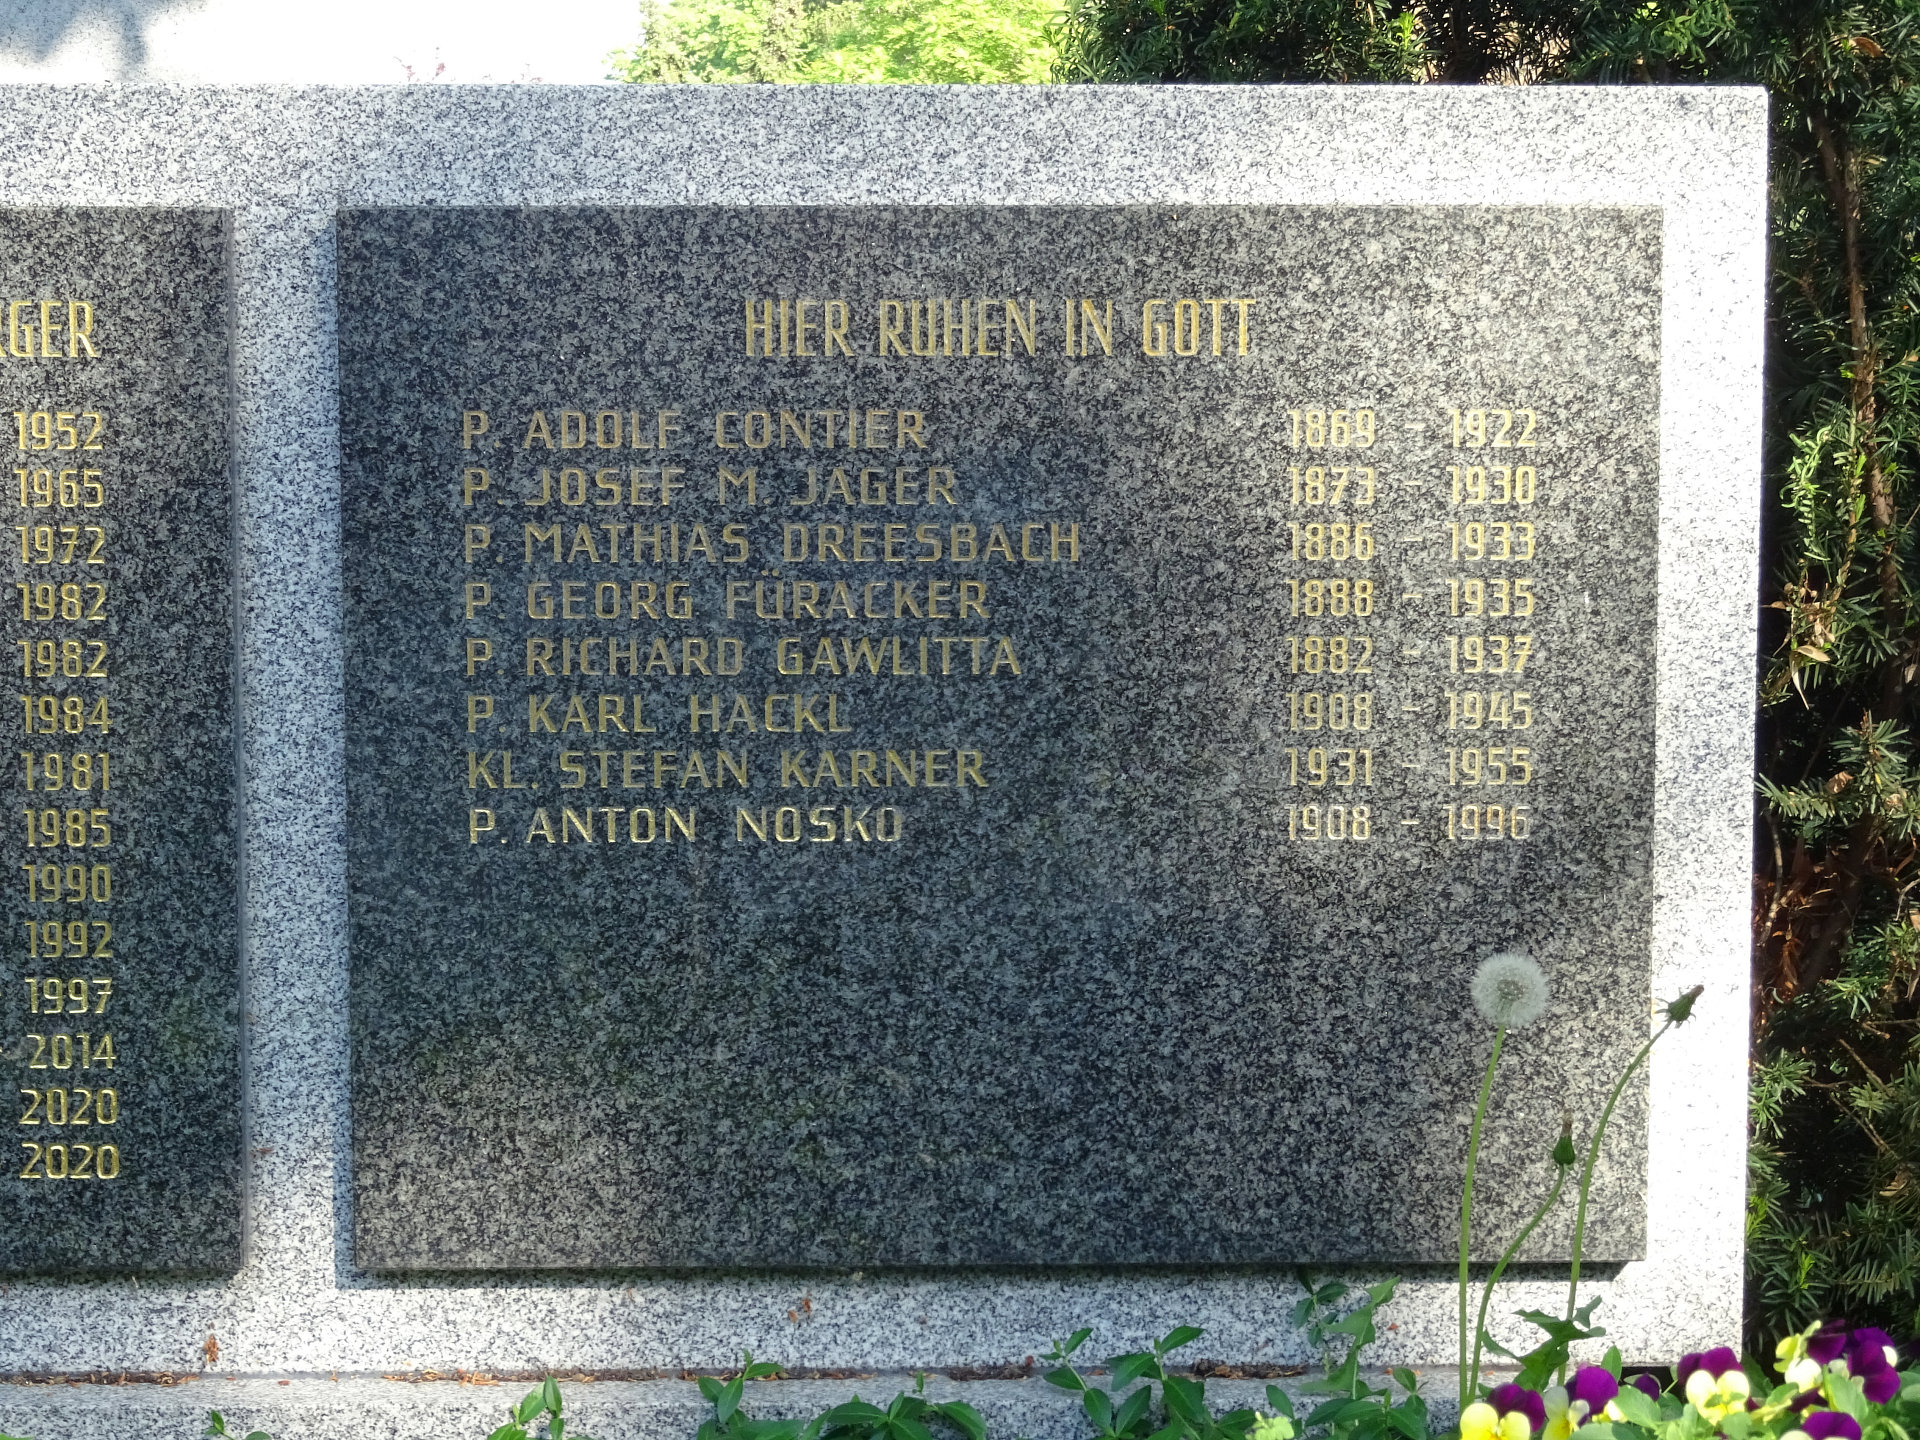 RGER
1952
1965
1972
1982
1982
1984
1981
1985
1990
1992
1997
- 2014
2020
2020
HIER RUHEN IN GOTT
P. ADOLF CONTIER 1869 - 1922
P. JOSEF M JAGER 1873 - 1930
P. MATHIAS DREESBACH 1886 - 1933
P. GEORG FÜRACKER 1888 - 1935
P. RICHARD GAWLITTA 1882 - 1937
P. KARL HACKL 1908 - 1945
KL. STEFAN KARNER 1931 - 1955
P. ANTON NOSKO 1908 - 1996